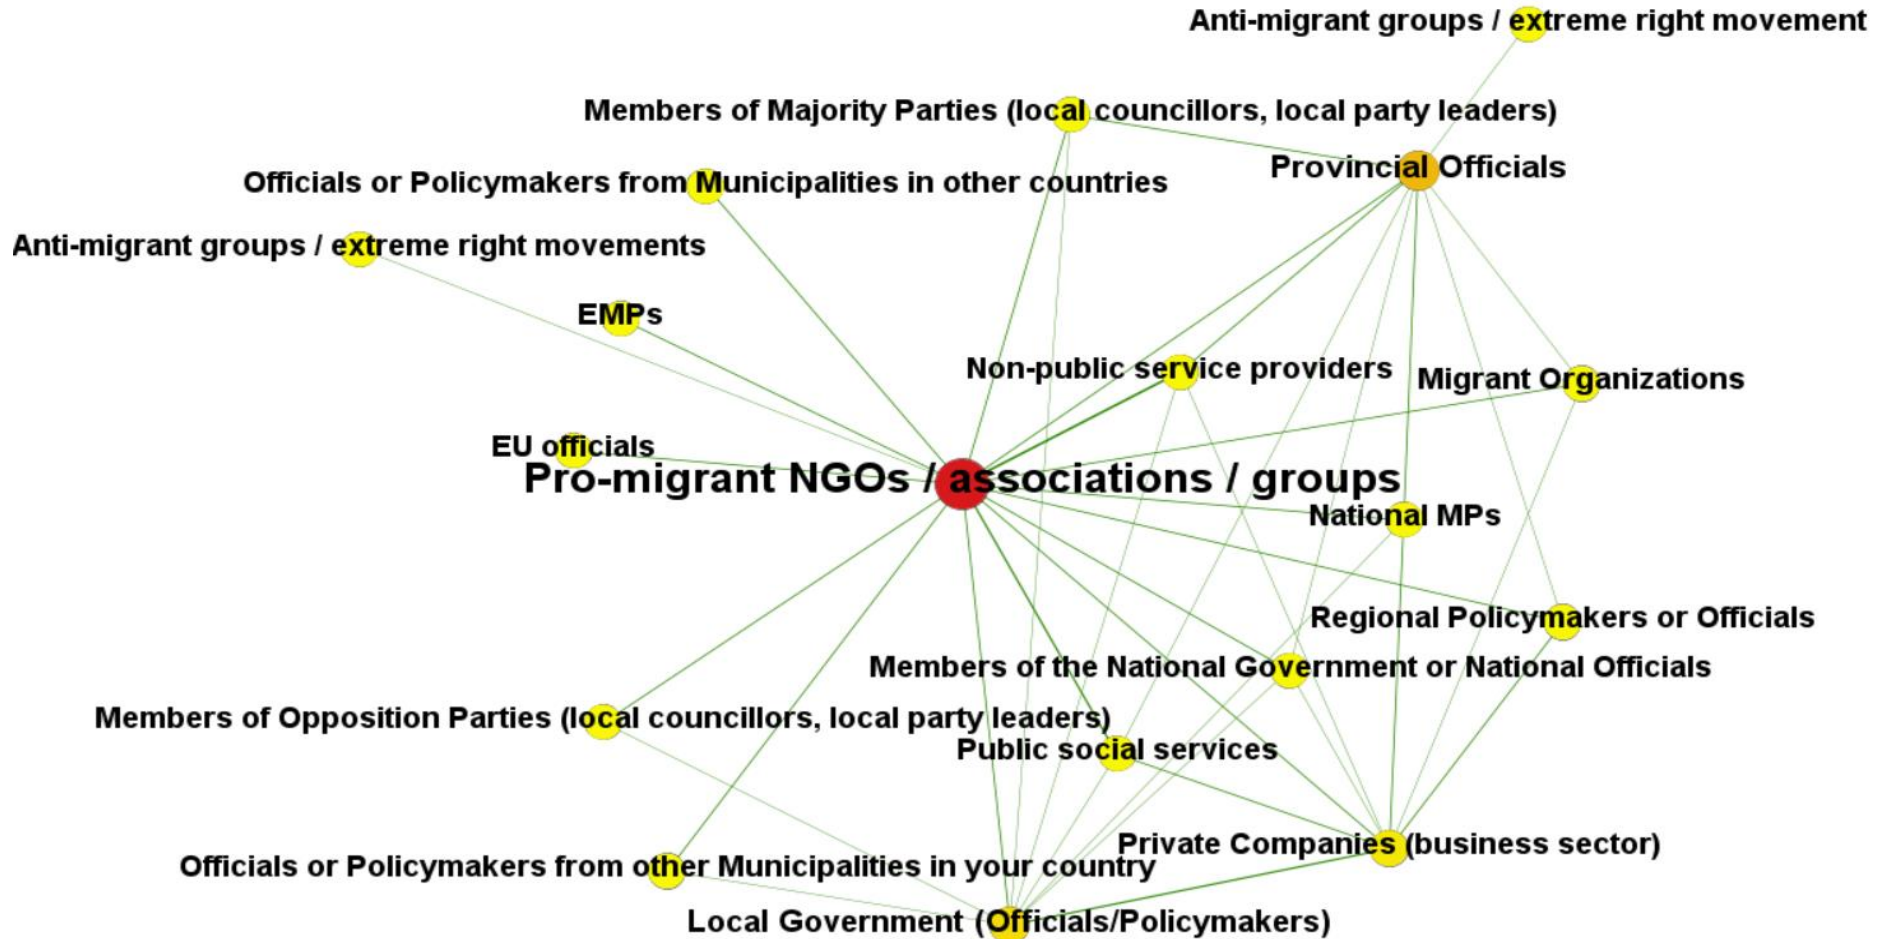 Anti-migrant groups / extreme right movement
Members of Majority Parties (local councillors, local party leaders)
Provincial Officials
Officials or Policymakers from Municipalities in other countries
Anti-migrant groups / extreme right movements
EMPs
Non-public service providers
Migrant Organizations
EU officials
Pro-migrant NGOs / associations / groups
National MPs
Regional Policymakers or Officials
Members of the National Government or National Officials
Members of Opposition Parties (local councillors, local party leaders)
Public social services
Private Companies (business sector)
Officials or Policymakers from other Municipalities in your country
Local Government (Officials/Policymakers)